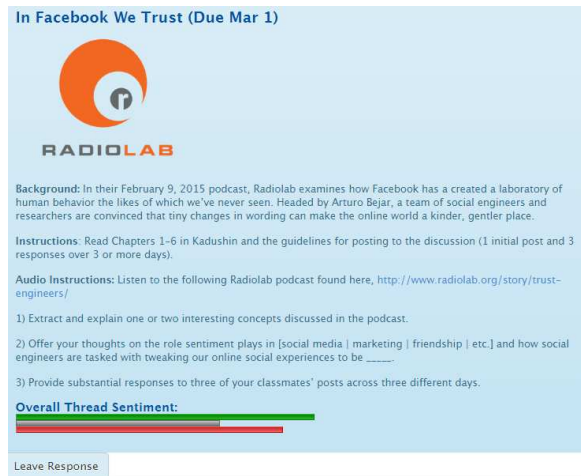 In Facebook We Trust (Due Mar 1)
r
RADIOLAB
Background: In their February 9, 2015 podcast, Radiolab examines how Facebook has a created a laboratory of
human behavior the likes of which we've never seen. Headed by Arturo Bejar, a team of social engineers and
researchers are convinced that tiny changes in wording can make the online world a kinder, gentler place.
Instructions: Read Chapters 1-6 in Kadushin and the guidelines for posting to the discussion (1 initial post and 3
responses over 3 or more days).
Audio Instructions: Listen to the following Radiolab podcast found here, http://www.radiolab.org/story/trust-
engineers/
1) Extract and explain one or two interesting concepts discussed in the podcast.
2) Offer your thoughts on the role sentiment plays in [social media | marketing | friendship | etc.] and how social
engineers are tasked with tweaking our online social experiences to be _____.
3) Provide substantial responses to three of your classmates' posts across three different days.
Overall Thread Sentiment:
Leave Response